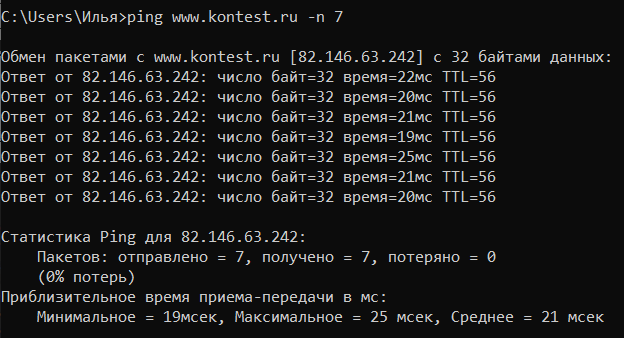 C:\Users\Илья>ping www.kontest.ru -n 7
Обмен пакетами с www.kontest.ru [82.146.63.242] с 32 байтами данных:
Ответ от 82.146.63.242: число байт=32 время=22мс TTL=56
Ответ от 82.146.63.242: число байт=32 время=20мс TTL=56
Ответ от 82.146.63.242: число байт=32 время=21мс TTL=56
Ответ от 82.146.63.242: число байт=32 время=19мс TTL=56
Ответ от 82.146.63.242: число байт=32 время=25мс TTL=56
Ответ от 82.146.63.242: число байт=32 время=21мс TTL=56
Ответ от 82.146.63.242: число байт=32 время=20мс TTL=56
Статистика Ping для 82.146.63.242:
Пакетов: отправлено = 7, получено = 7, потеряно = 0
(0% потерь)
Приблизительное время приема-передачи в мс:
Минимальное = 19мсек, Максимальное = 25 мсек, Среднее = 21 мсек